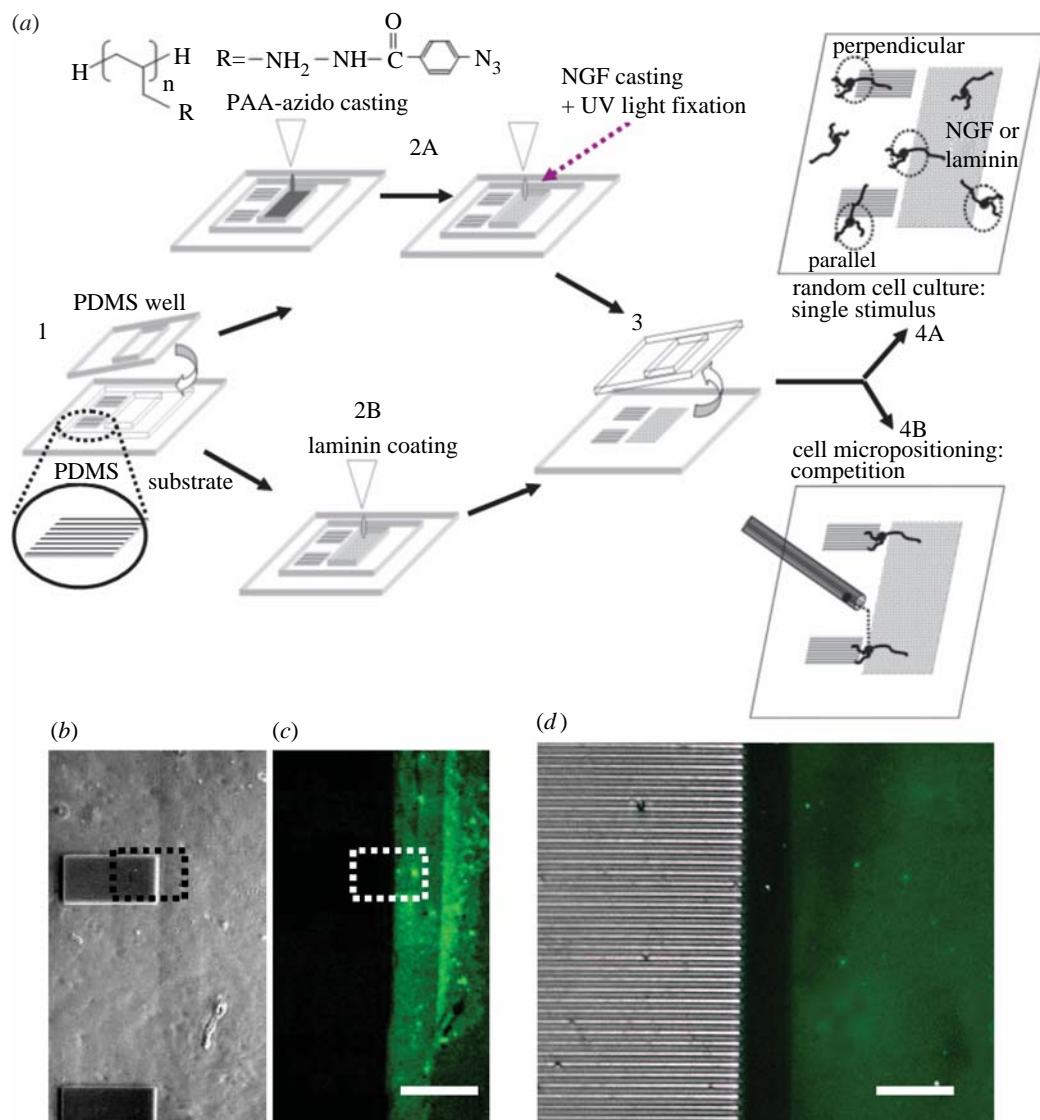 (a)
H
H
n
R
O
R= NH2 NH C N3
PAA-azido casting
2A
NGF casting
+ UV light fixation
perpendicular
NGF or
laminin
parallel
random cell culture:
single stimulus
4A
1
PDMS well
PDMS
substrate
2B
laminin coating
3
4B
cell micropositioning:
competition
(b)
(c)
(d)